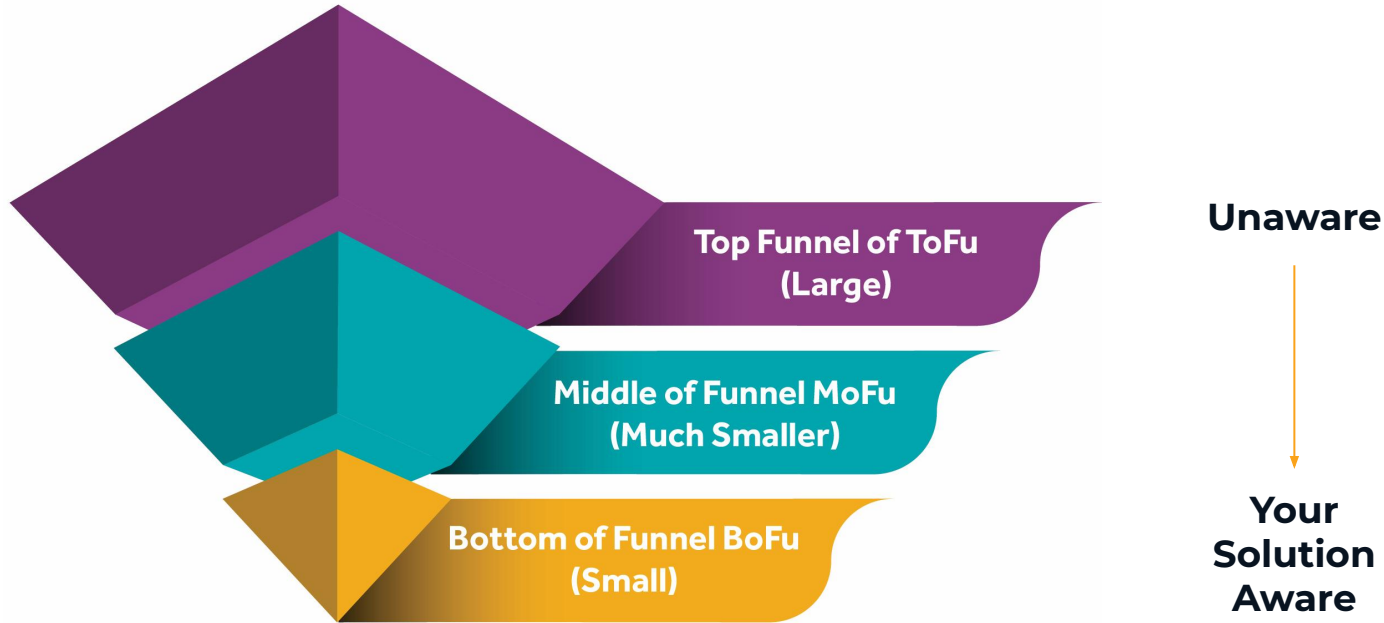 Top Funnel of ToFu
(Large)
Unaware
Middle of Funnel MoFu
(Much Smaller)
Bottom of Funnel BoFu
(Small)
Your
Solution
Aware